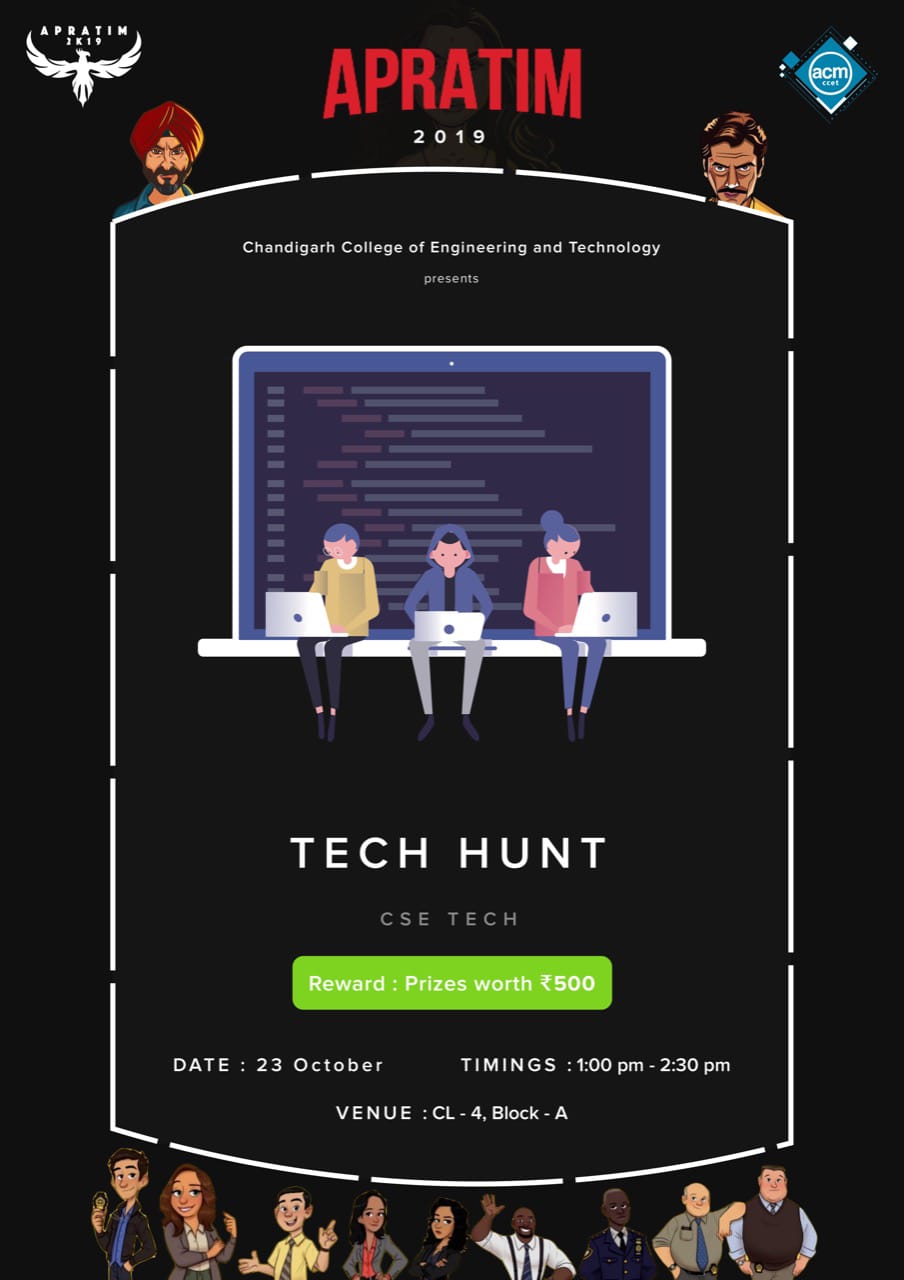 APRATIM
2K19
APRATIM
2019
acm
ccet
Chandigarh College of Engineering and Technology
presents
TECH HUNT
CSE TECH
Reward : Prizes worth ₹500
DATE : 23 October
TIMINGS : 1:00 pm - 2:30 pm
VENUE : CL - 4, Block - A